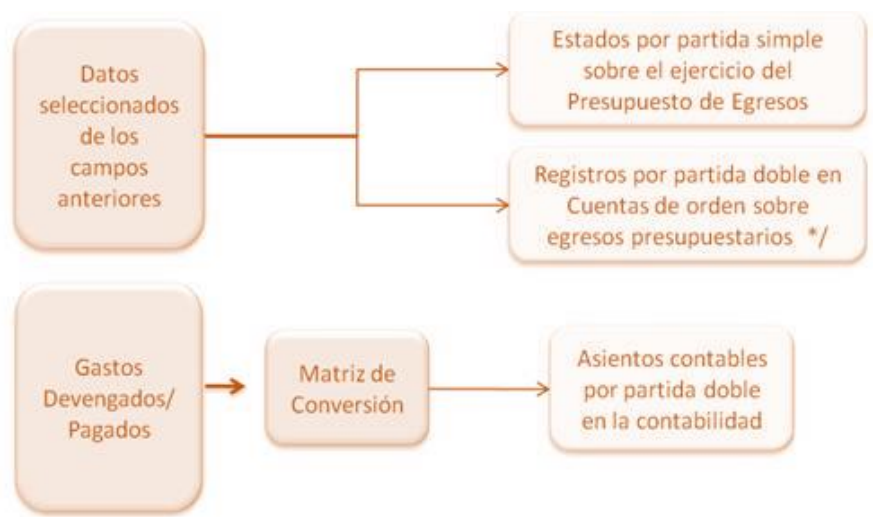 Datos
seleccionados
de los
campos
anteriores
Estados por partida simple
sobre el ejercicio del
Presupuesto de Egresos
Registros por partida doble en
Cuentas de orden sobre
egresos presupuestarios */
Gastos
Devengados/
Pagados
Matriz de
Conversión
Asientos contables
por partida doble
en la contabilidad